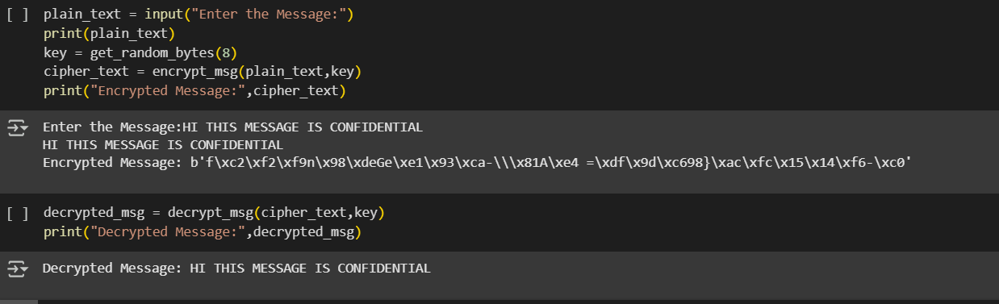 [ ] plain_text = input("Enter the Message:")
print(plain_text)
key = get_random_bytes(8)
cipher_text = encrypt_msg(plain_text,key)
print("Encrypted Message:",cipher_text)
Enter the Message:HI THIS MESSAGE IS CONFIDENTIAL
HI THIS MESSAGE IS CONFIDENTIAL
Encrypted Message: b'f\xc2\xf2\xf9n\x98\xdeGe\xe1\x93\xca-\\\x81A\xe4 =\xdf\x9d\xc698}\xac\xfc\x15\x14\xf6-\xc0'
[ ] decrypted_msg = decrypt_msg(cipher_text,key)
print("Decrypted Message:",decrypted_msg)
Decrypted Message: HI THIS MESSAGE IS CONFIDENTIAL